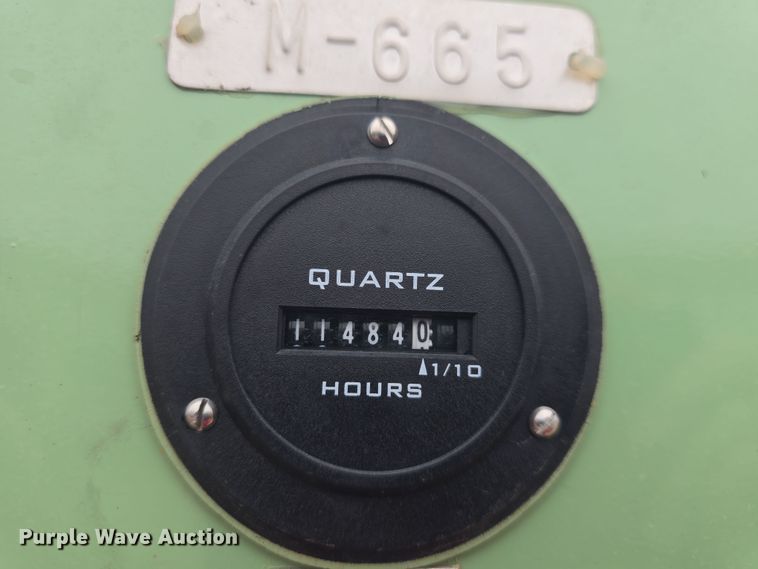 M-665
QUARTZ
114840
1/10
HOURS
Purple Wave Auction